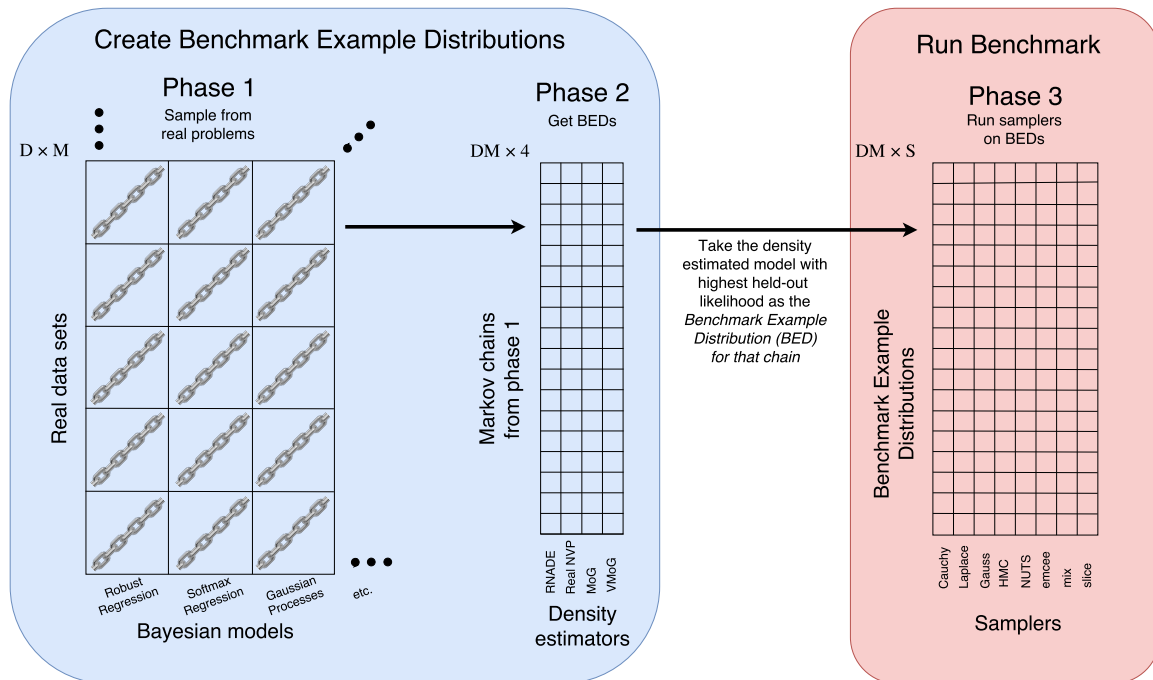 Create Benchmark Example Distributions
Phase 1
Sample from
real problems
D × M
Real data sets
Robust
Regression
Softmax
Regression
Gaussian
Processes
etc.
Bayesian models
Phase 2
Get BEDs
DM × 4
Markov chains
from phase 1
RNADE
Real NVP
MoG
VMoG
Density
estimators
Take the density
estimated model with
highest held-out
likelihood as the
Benchmark Example
Distribution (BED)
for that chain
Run Benchmark
Phase 3
Run samplers
on BEDs
DM × S
Benchmark Example
Distributions
Cauchy
Laplace
Gauss
HMC
NUTS
emcee
mix
slice
Samplers